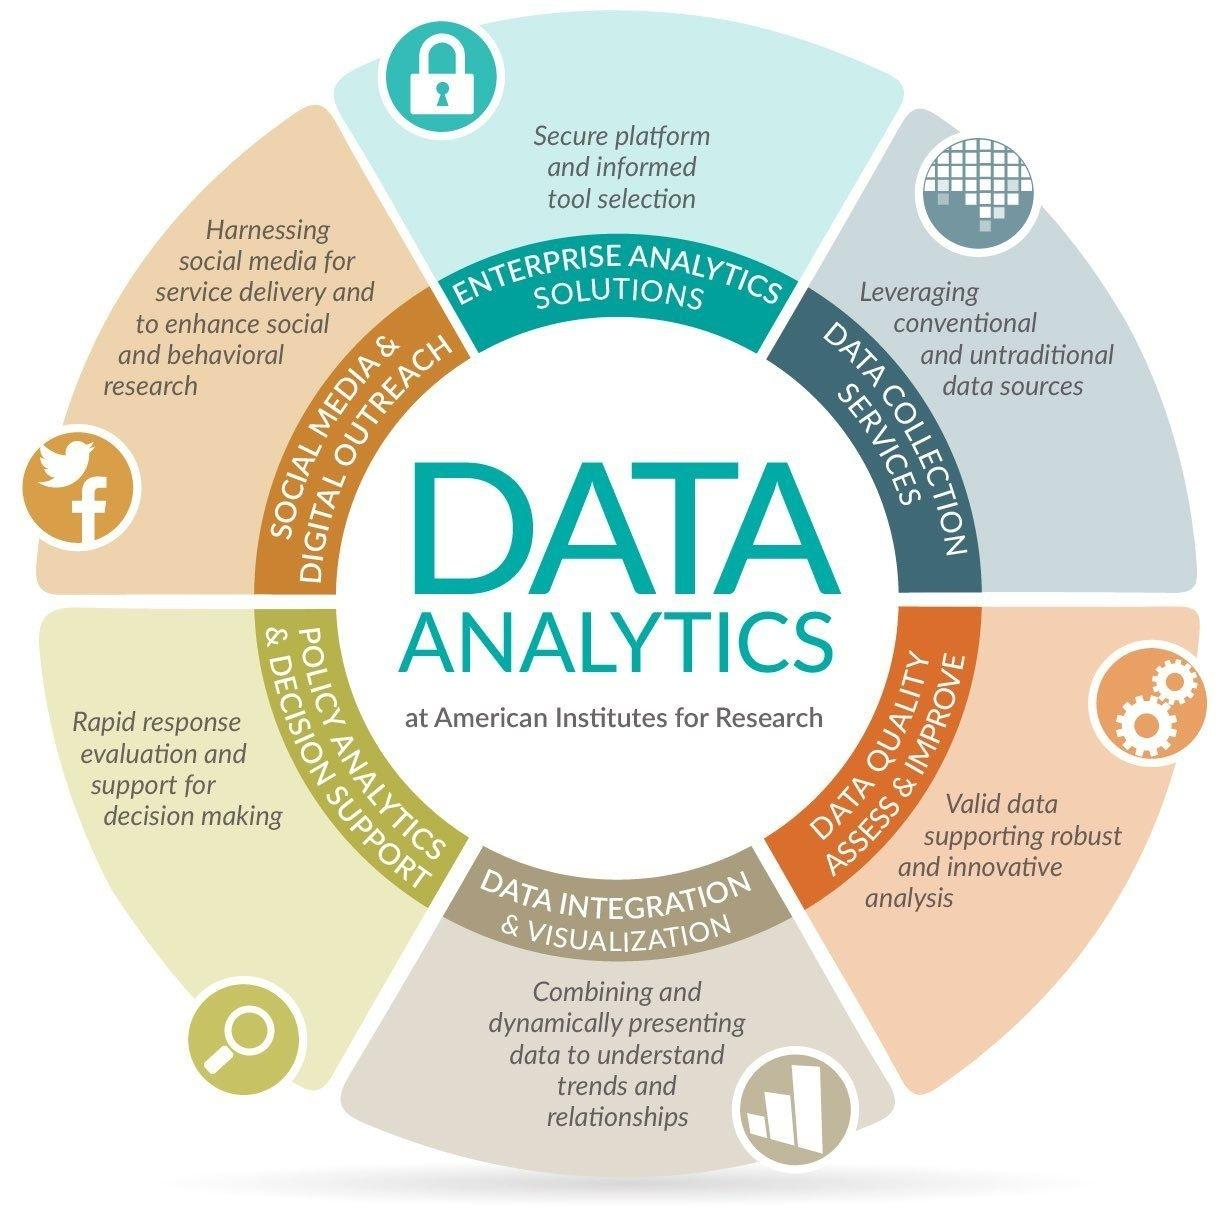 Secure platform
and informed
tool selection
ENTERPRISE ANALYTICS
SOLUTIONS
Leveraging
conventional
and untraditional
data sources
DATA COLLECTION
SERVICES
Valid data
supporting robust
and innovative
analysis
DATA QUALITY
ASSESS & IMPROVE
DATA INTEGRATION
& VISUALIZATION
Combining and
dynamically presenting
data to understand
trends and
relationships
Rapid response
evaluation and
support for
decision making
POLICY ANALYTICS
& DECISION SUPPORT
Harnessing
social media for
service delivery and
to enhance social
and behavioral
research
SOCIAL MEDIA &
DIGITAL OUTREACH
DATA
ANALYTICS
at American Institutes for Research